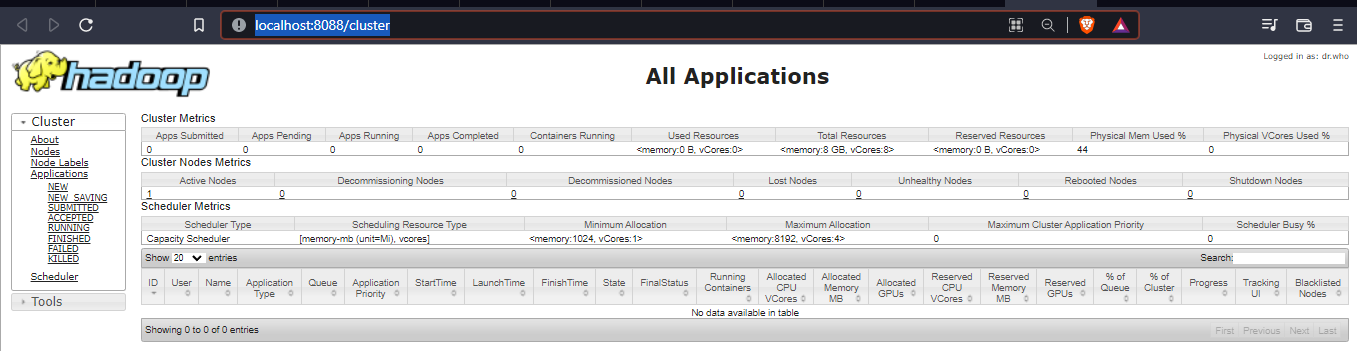 localhost:8088/cluster
Logged in as: dr.who
hadoop
All Applications
Cluster
About
Nodes
Node Labels
Applications
NEW
NEW_SAVING
SUBMITTED
ACCEPTED
RUNNING
FINISHED
FAILED
KILLED
Scheduler
Tools
Cluster Metrics
Apps Submitted Apps Pending Apps Running Apps Completed Containers Running Used Resources Total Resources Reserved Resources Physical Mem Used % Physical VCores Used %
0 0 0 0 0 <memory:0 B, vCores:0> <memory:8 GB, vCores:8> <memory:0 B, vCores:0> 44 0
Cluster Nodes Metrics
Active Nodes Decommissioning Nodes Decommissioned Nodes Lost Nodes Unhealthy Nodes Rebooted Nodes Shutdown Nodes
1 0 0 0 0 0 0
Scheduler Metrics
Scheduler Type Scheduling Resource Type Minimum Allocation Maximum Allocation Maximum Cluster Application Priority Scheduler Busy %
Capacity Scheduler [memory-mb (unit=Mi), vcores] <memory:1024, vCores:1> <memory:8192, vCores:4> 0 0
Show 20 entries Search:
ID User Name Application Type Queue Application Priority StartTime LaunchTime FinishTime State FinalStatus Running Containers Allocated CPU VCores Allocated Memory MB Allocated GPUs Reserved CPU VCores Reserved Memory MB Reserved GPUs % of Queue % of Cluster Progress Tracking UI Blacklisted Nodes
No data available in table
Showing 0 to 0 of 0 entries First Previous Next Last